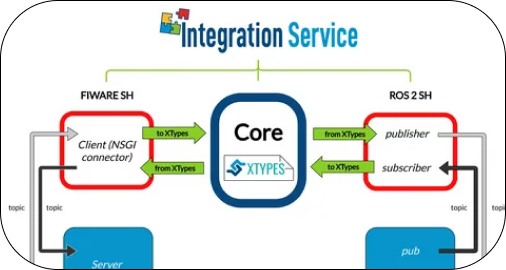 Integration Service
FIWARE SH
ROS 2 SH
Client (NSGI
connector)
to XTypes
from XTypes
Core
XTYPES
from XTypes
to XTypes
publisher
subscriber
topic
topic
topic
topic
Server
pub